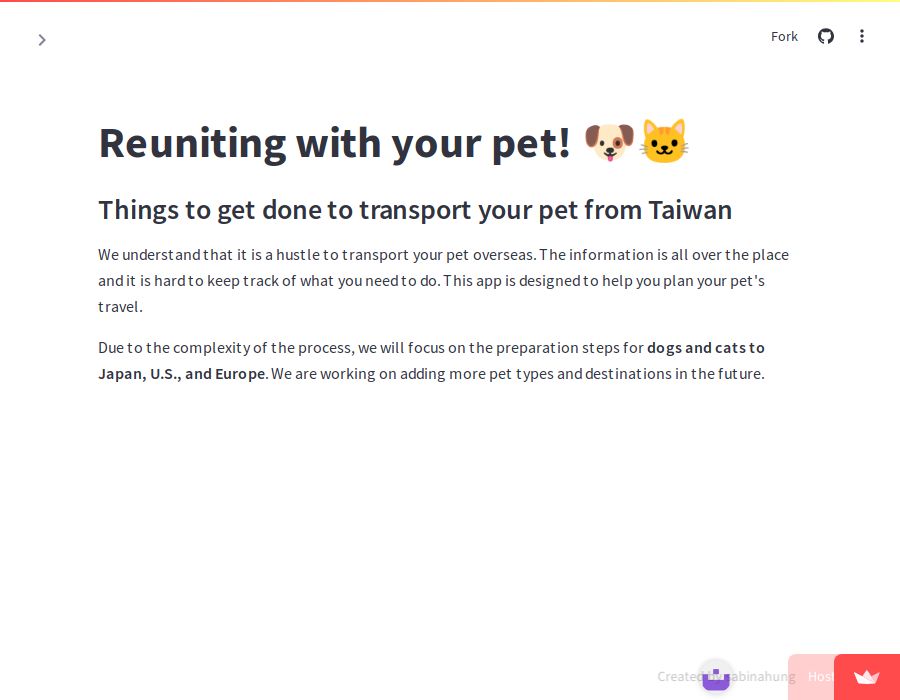 Fork
Reuniting with your pet! 🐶🐱
Things to get done to transport your pet from Taiwan
We understand that it is a hustle to transport your pet overseas. The information is all over the place
and it is hard to keep track of what you need to do. This app is designed to help you plan your pet's
travel.
Due to the complexity of the process, we will focus on the preparation steps for dogs and cats to
Japan, U.S., and Europe. We are working on adding more pet types and destinations in the future.
Created by sabinahung
Host